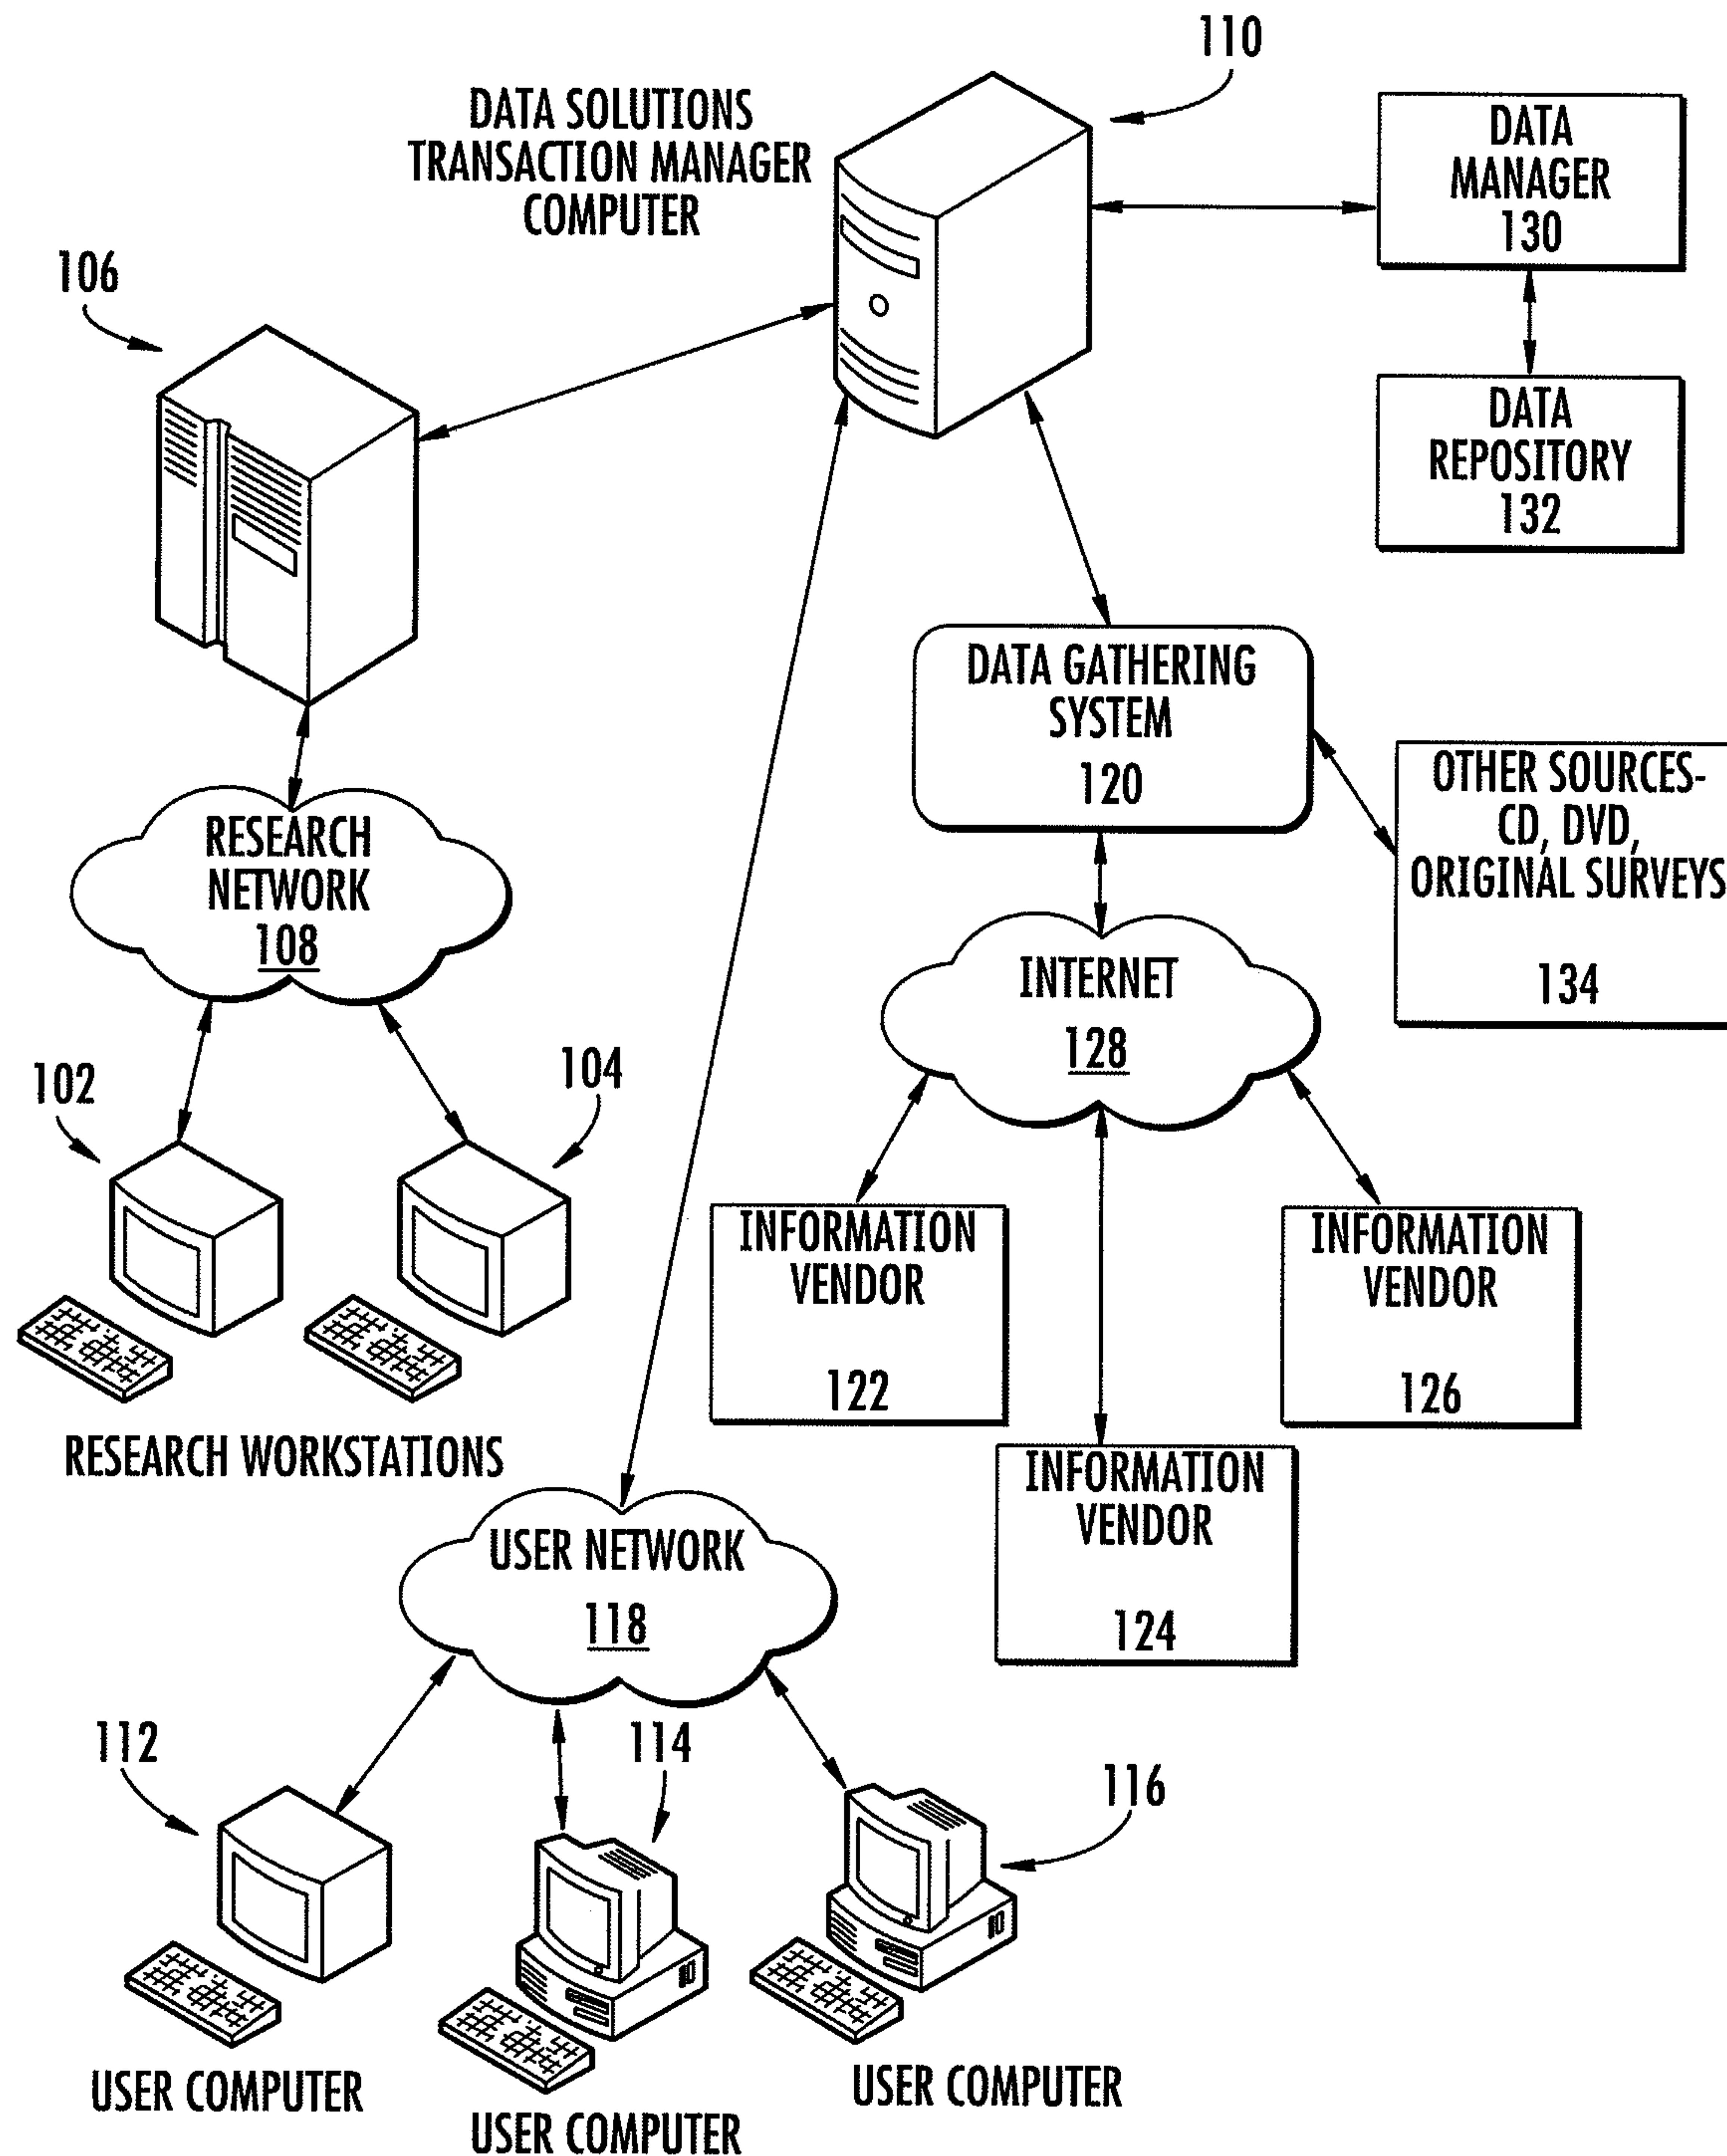 110
DATA SOLUTIONS
TRANSACTION MANAGER
COMPUTER
DATA
MANAGER
130
106
DATA
REPOSITORY
132
DATA GATHERING
SYSTEM
120
OTHER SOURCES-
CD, DVD,
ORIGINAL SURVEYS
134
RESEARCH
NETWORK
108
INTERNET
128
102
104
INFORMATION
VENDOR
122
INFORMATION
VENDOR
126
RESEARCH WORKSTATIONS
INFORMATION
VENDOR
124
USER NETWORK
118
112
114
116
USER COMPUTER
USER COMPUTER
USER COMPUTER